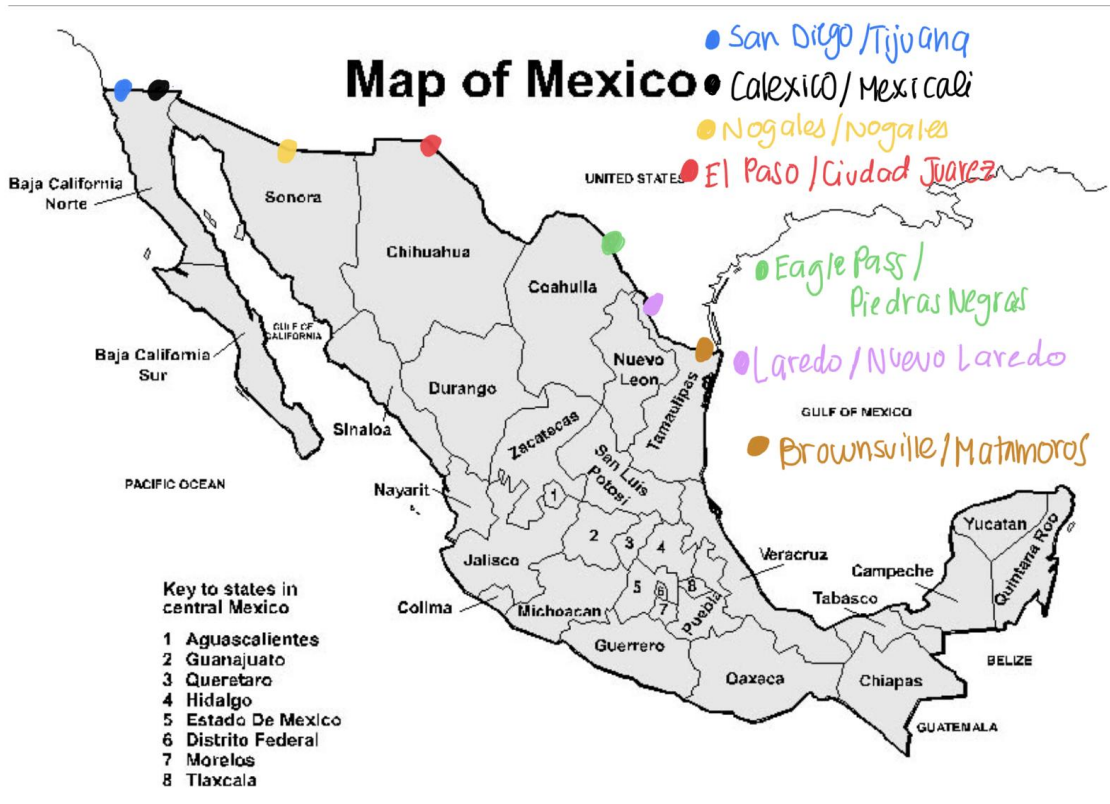 Map of Mexico
San Diego/Tijuana
Calexico/Mexicali
Nogales/Nogales
El Paso/Ciudad Juarez
UNITED STATES
Baja California
Norte
Sonora
Chihuahua
Coahulla
Eagle Pass/
Piedras Negras
GULF OF
CALIFORNIA
Baja California
Sur
Nuevo
Leon
Laredo/Nuevo Laredo
Durango
Tamaulipas
GULF OF MEXICO
Sinaloa
Zacatecas
Brownsville/Matamoros
San Luis
Potosi
PACIFIC OCEAN
Nayarit
1
2
3
4
5
6
7
8
Yucatan
Quintana Roo
Veracruz
Campeche
Jalisco
Tabasco
Colima
Michoacan
Puebla
Guerrero
BELIZE
Oaxaca
Chiapas
GUATEMALA
Key to states in
central Mexico
1 Aguascalientes
2 Guanajuato
3 Queretaro
4 Hidalgo
5 Estado De Mexico
6 Distrito Federal
7 Morelos
8 Tlaxcala